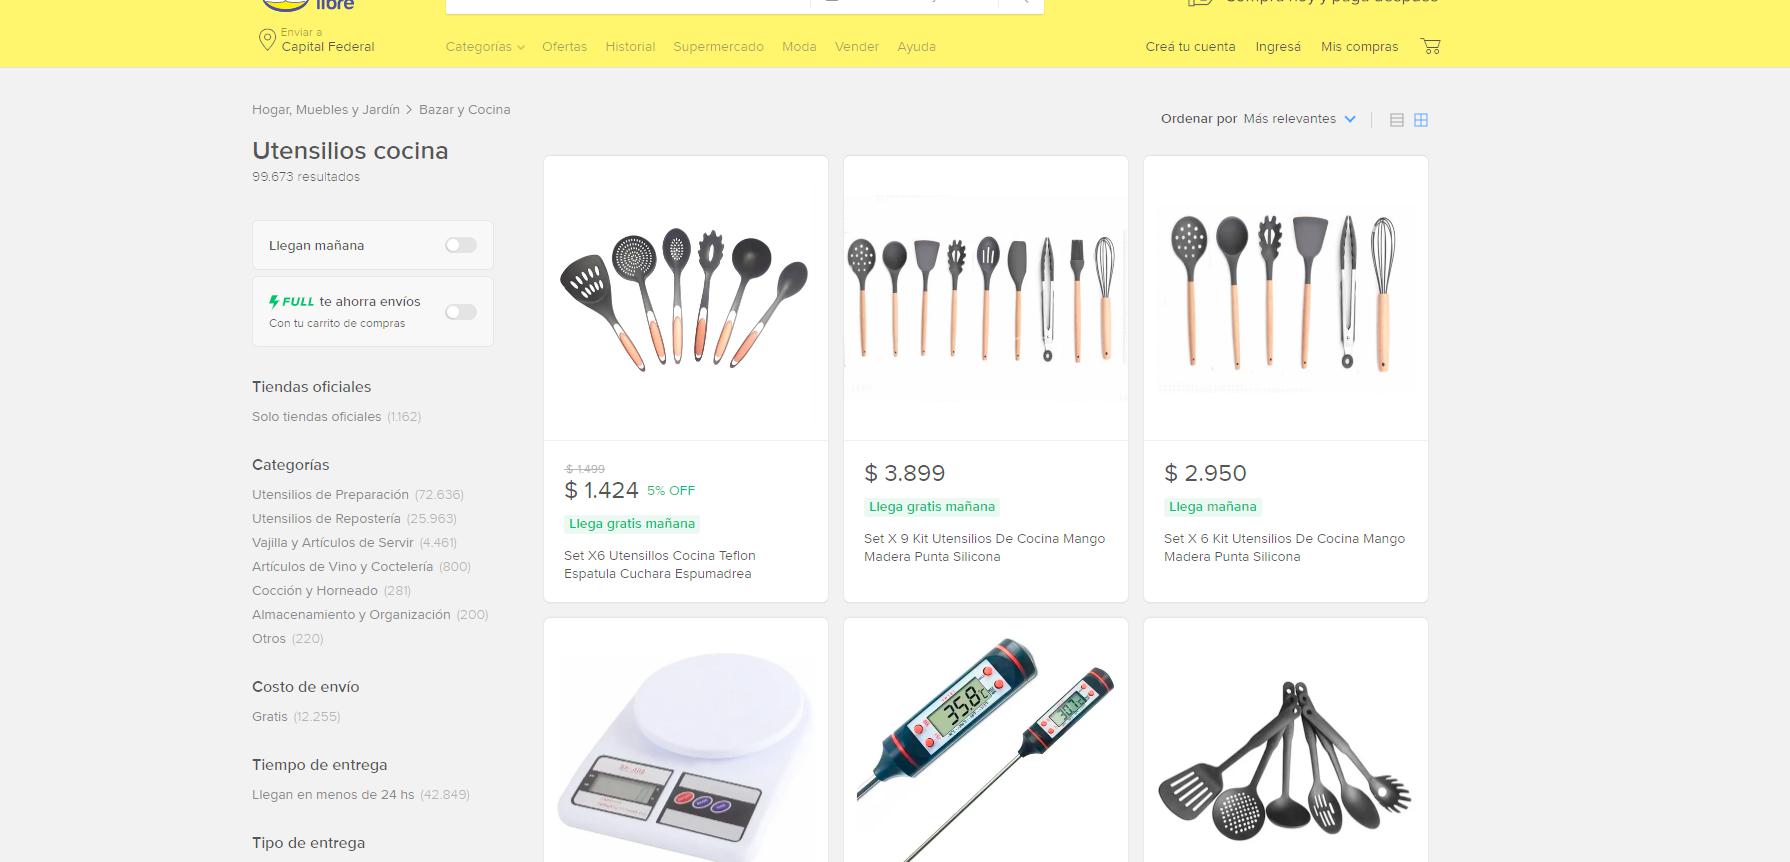 libre
Enviar a
Capital Federal
Categorías
Ofertas
Historial
Supermercado
Moda
Vender
Ayuda
Creá tu cuenta
Ingresá
Mis compras
Hogar, Muebles y Jardín > Bazar y Cocina
Ordenar por Más relevantes
Utensilios cocina
99.673 resultados
Llegan mañana
FULL te ahorra envíos
Con tu carrito de compras
Tiendas oficiales
Solo tiendas oficiales (1.162)
Categorías
Utensilios de Preparación (72.636)
Utensilios de Repostería (25.963)
Vajilla y Artículos de Servir (4.461)
Artículos de Vino y Coctelería (800)
Cocción y Horneado (281)
Almacenamiento y Organización (200)
Otros (220)
Costo de envío
Gratis (12.255)
Tiempo de entrega
Llegan en menos de 24 hs (42.849)
Tipo de entrega
$ 1.499
$ 1.424 5% OFF
Llega gratis mañana
Set X6 Utensillos Cocina Teflon
Espatula Cuchara Espumadrea
$ 3.899
Llega gratis mañana
Set X 9 Kit Utensilios De Cocina Mango
Madera Punta Silicona
$ 2.950
Llega mañana
Set X 6 Kit Utensilios De Cocina Mango
Madera Punta Silicona
35.8°C